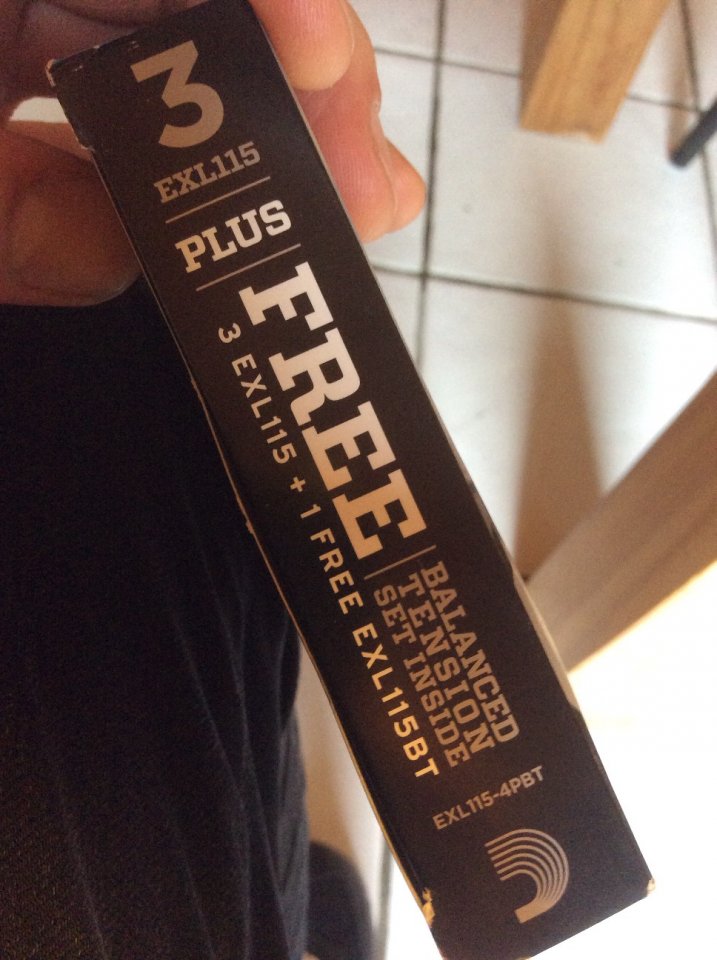 3
EXL115
PLUS
FREE
3 EXL115 + 1 FREE EXL115BT
BALANCED
TENSION
SET INSIDE
EXL115-4PBT